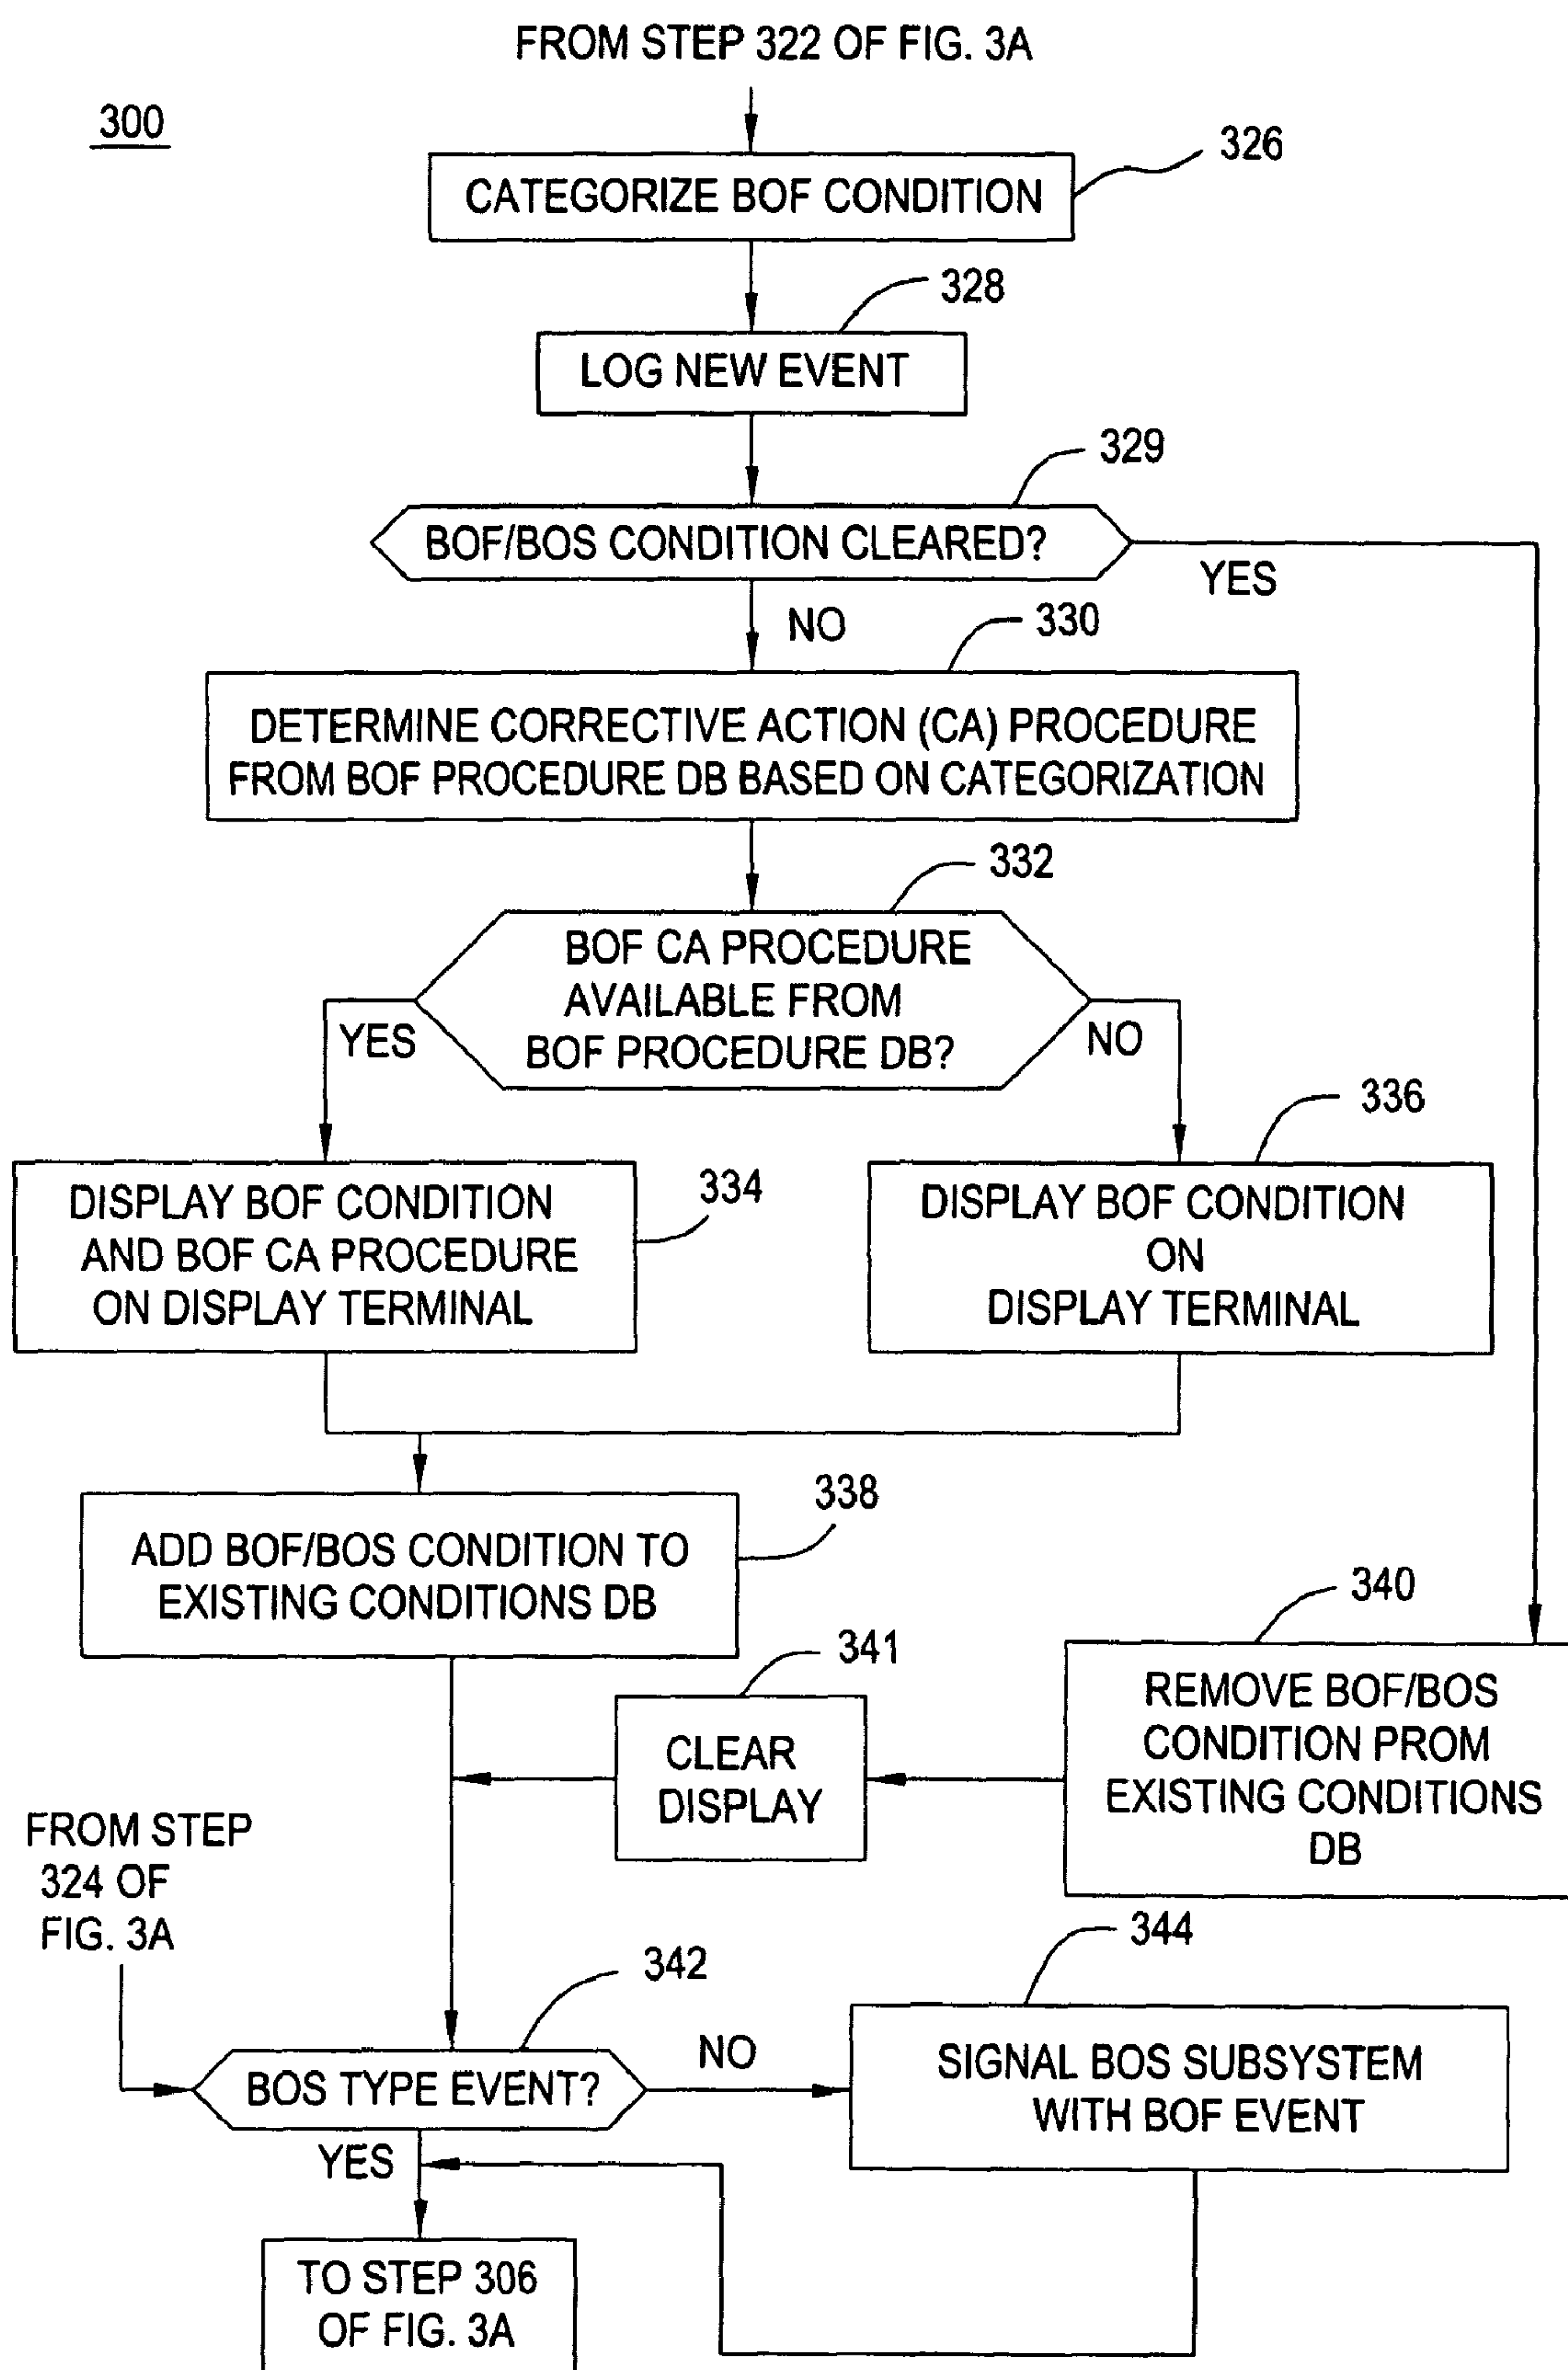 FROM STEP 322 OF FIG. 3A
300
326
CATEGORIZE BOF CONDITION
328
LOG NEW EVENT
329
BOF/BOS CONDITION CLEARED?
YES
NO
330
DETERMINE CORRECTIVE ACTION (CA) PROCEDURE
FROM BOF PROCEDURE DB BASED ON CATEGORIZATION
332
BOF CA PROCEDURE
AVAILABLE FROM
BOF PROCEDURE DB?
YES
NO
334
DISPLAY BOF CONDITION
AND BOF CA PROCEDURE
ON DISPLAY TERMINAL
336
DISPLAY BOF CONDITION
ON
DISPLAY TERMINAL
338
ADD BOF/BOS CONDITION TO
EXISTING CONDITIONS DB
340
REMOVE BOF/BOS
CONDITION PROM
EXISTING CONDITIONS
DB
341
CLEAR
DISPLAY
FROM STEP
324 OF
FIG. 3A
342
BOS TYPE EVENT?
NO
YES
344
SIGNAL BOS SUBSYSTEM
WITH BOF EVENT
TO STEP 306
OF FIG. 3A